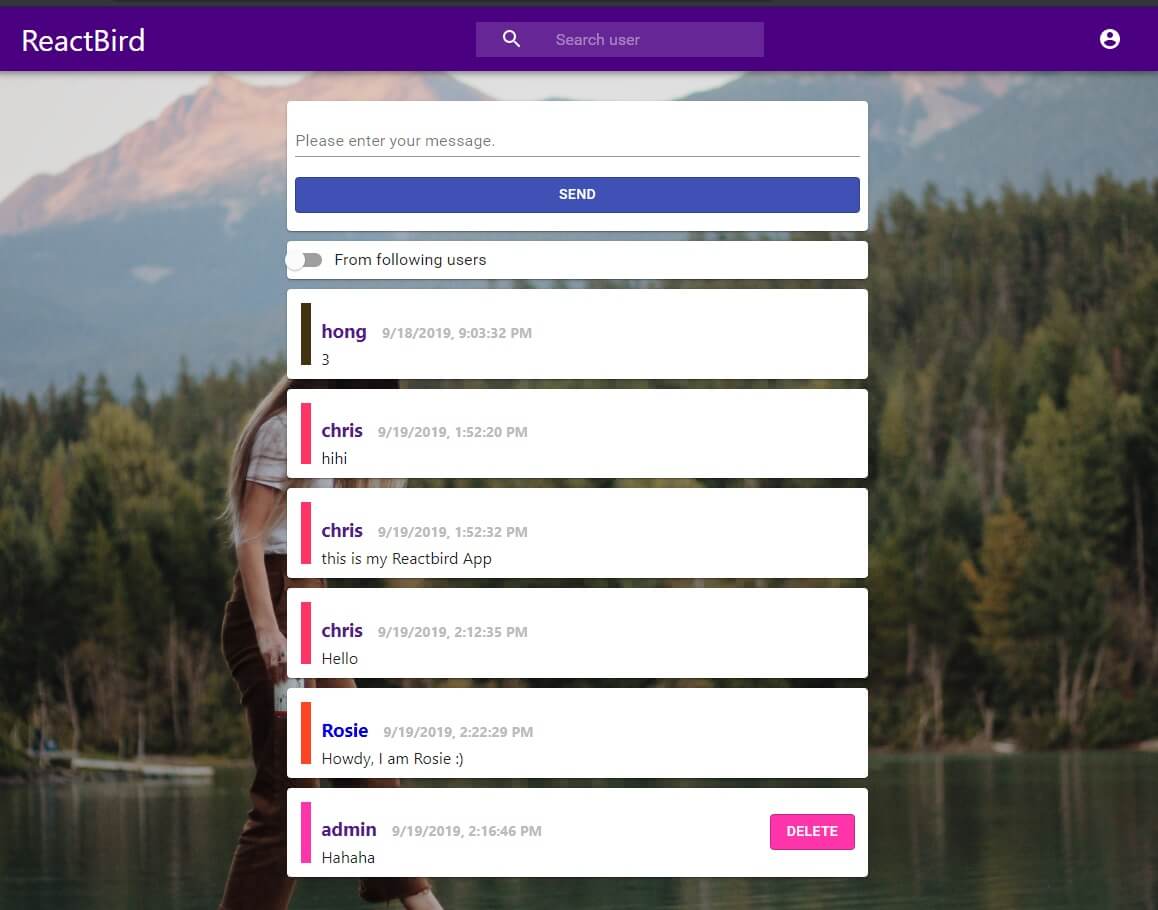 ReactBird
Search user
Please enter your message.
SEND
From following users
hong 9/18/2019, 9:03:32 PM
3
chris 9/19/2019, 1:52:20 PM
hihi
chris 9/19/2019, 1:52:32 PM
this is my Reactbird App
chris 9/19/2019, 2:12:35 PM
Hello
Rosie 9/19/2019, 2:22:29 PM
Howdy, I am Rosie :)
admin 9/19/2019, 2:16:46 PM
DELETE
Hahaha